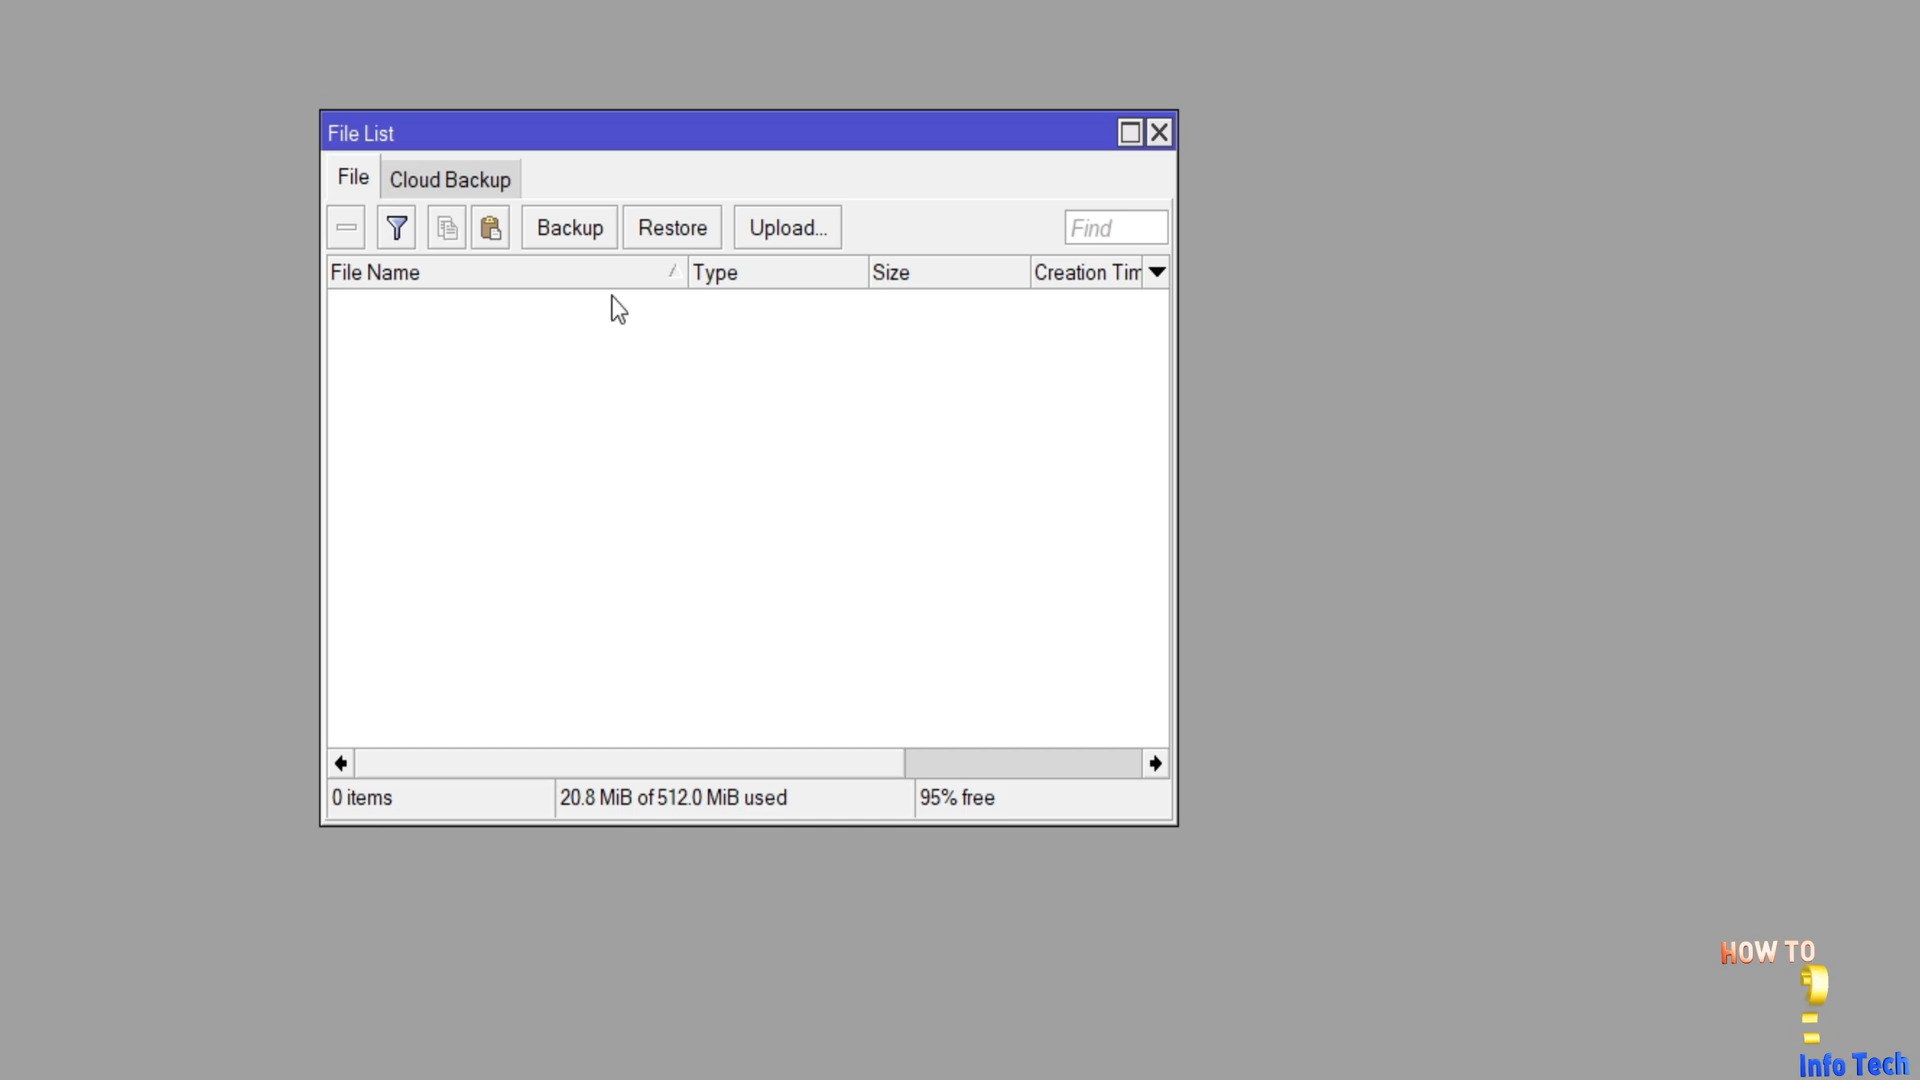 File List
File
Cloud Backup
Backup
Restore
Upload...
Find
File Name
Type
Size
Creation Tim
0 items
20.8 MiB of 512.0 MiB used
95% free
HOW TO
Info Tech